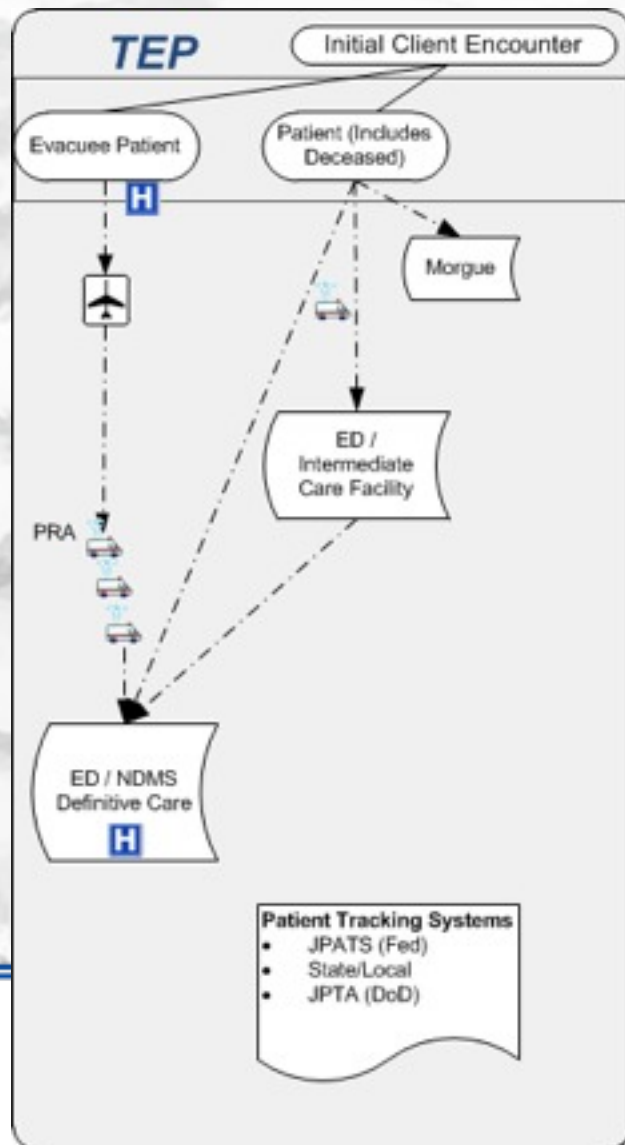 TEP
Initial Client Encounter
Evacuee Patient
Patient (Includes
Deceased)
H
Morgue
ED /
Intermediate
Care Facility
PRA
ED / NDMS
Definitive Care
H
Patient Tracking Systems
• JPATS (Fed)
• State/Local
• JPTA (DoD)